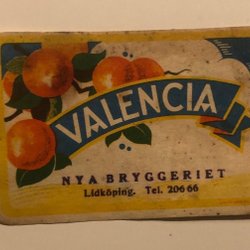 VALENCIA
NYA BRYGGERIET
Lidköping. Tel. 206 66